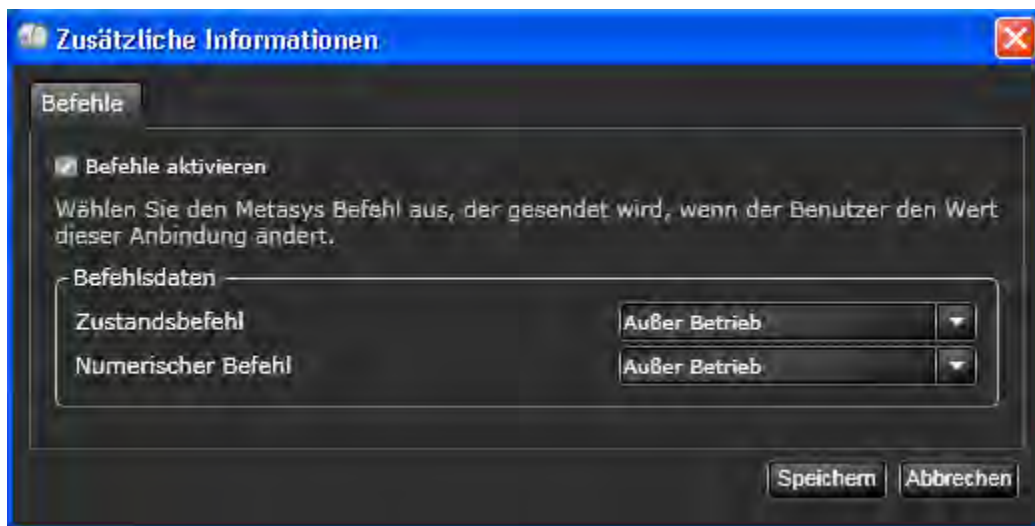 Zusätzliche Informationen
Befehle
Befehle aktivieren
Wählen Sie den Metasys Befehl aus, der gesendet wird, wenn der Benutzer den Wert
dieser Anbindung ändert.
Befehlsdaten
Zustandsbefehl Außer Betrieb
Numerischer Befehl Außer Betrieb
Speichern Abbrechen